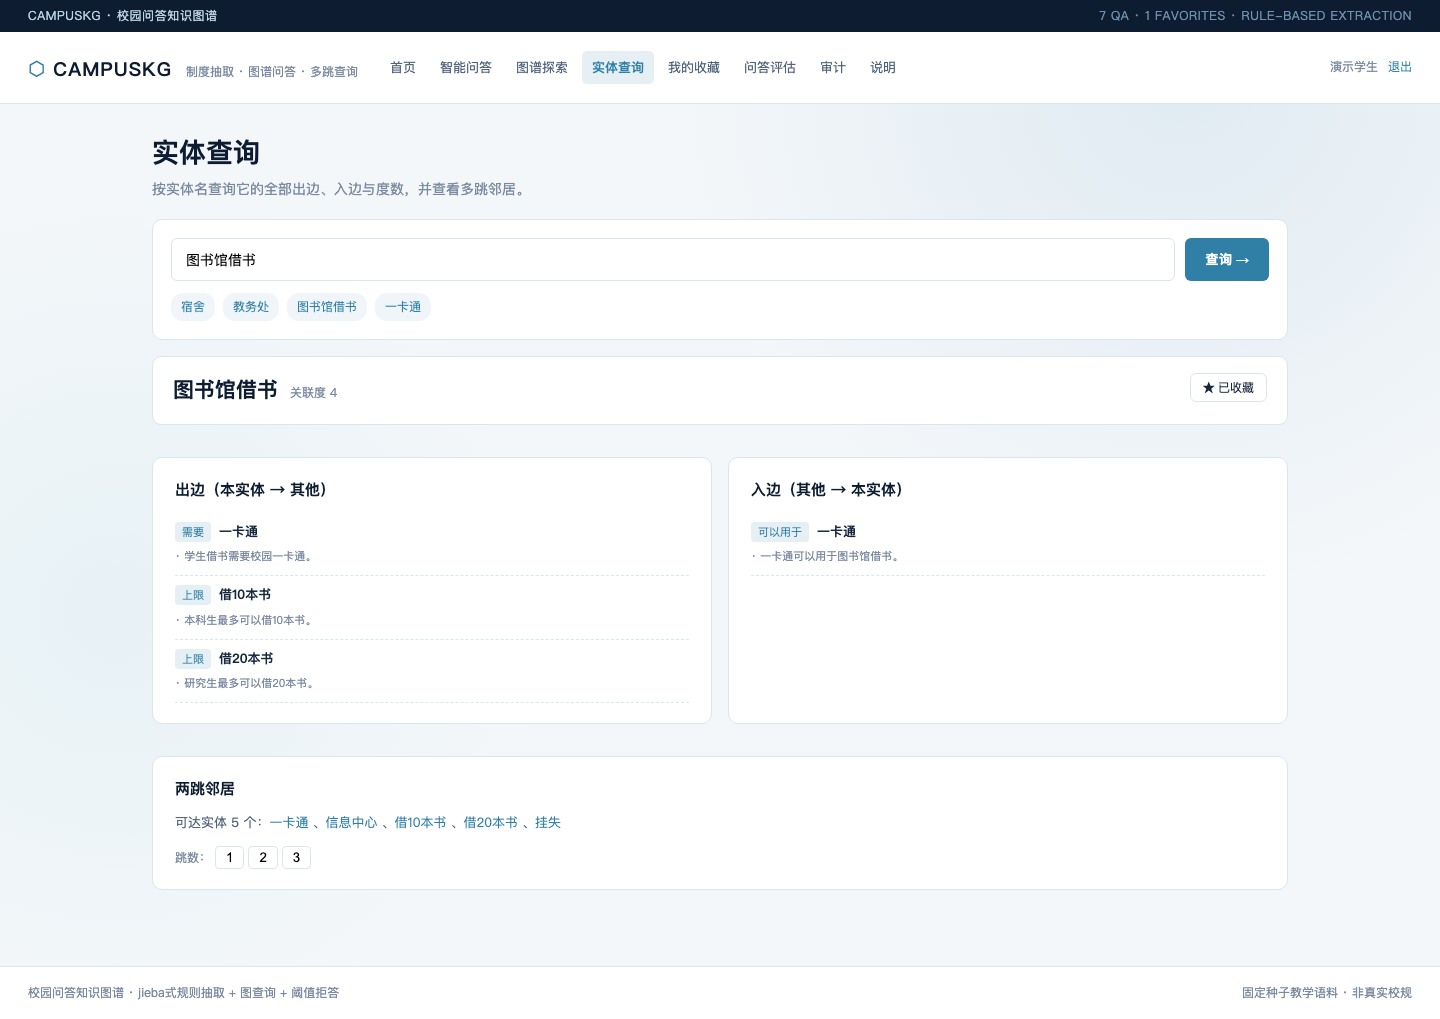 CAMPUSKG · 校园问答知识图谱
7 QA · 1 FAVORITES · RULE-BASED EXTRACTION
CAMPUSKG 制度抽取 · 图谱问答 · 多跳查询 首页 智能问答 图谱探索 实体查询 我的收藏 问答评估 审计 说明 演示学生 退出
实体查询
按实体名查询它的全部出边、入边与度数，并查看多跳邻居。
图书馆借书
查询 →
宿舍 教务处 图书馆借书 一卡通
图书馆借书 关联度 4
★ 已收藏
出边（本实体 → 其他）
需要 一卡通
· 学生借书需要校园一卡通。
上限 借10本书
· 本科生最多可以借10本书。
上限 借20本书
· 研究生最多可以借20本书。
入边（其他 → 本实体）
可以用于 一卡通
· 一卡通可以用于图书馆借书。
两跳邻居
可达实体 5 个：一卡通 、信息中心 、借10本书 、借20本书 、挂失
跳数： 1 2 3
校园问答知识图谱 · jieba式规则抽取 + 图查询 + 阈值拒答
固定种子教学语料 · 非真实校规